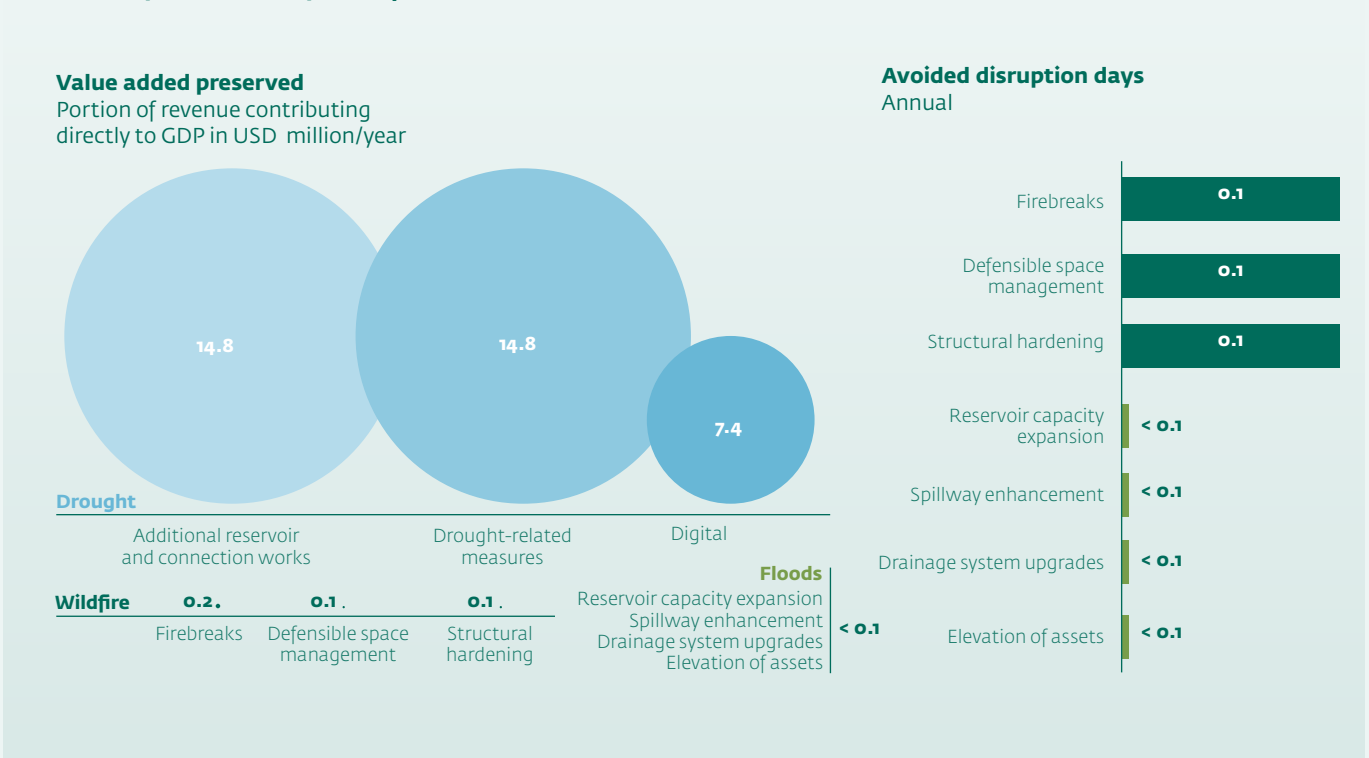 Value added preserved
Portion of revenue contributing
directly to GDP in USD million/year
14.8
14.8
7.4
Drought
Additional reservoir
and connection works
Drought-related
measures
Digital
Wildfire
0.2.
0.1.
0.1.
Firebreaks
Defensible space
management
Structural
hardening
Floods
Reservoir capacity expansion
Spillway enhancement
Drainage system upgrades
Elevation of assets
< 0.1
Avoided disruption days
Annual
Firebreaks
0.1
Defensible space
management
0.1
Structural hardening
0.1
Reservoir capacity
expansion
< 0.1
Spillway enhancement
< 0.1
Drainage system upgrades
< 0.1
Elevation of assets
< 0.1